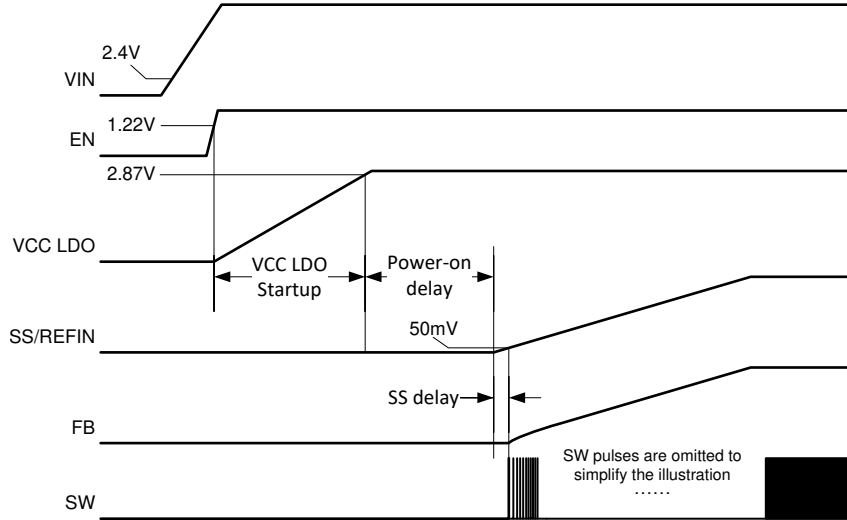 2.4V
VIN
1.22V
EN
2.87V
VCC LDO
VCC LDO
Startup
Power-on
delay
50mV
SS/REFIN
SS delay
FB
SW pulses are omitted to
simplify the illustration
......
SW